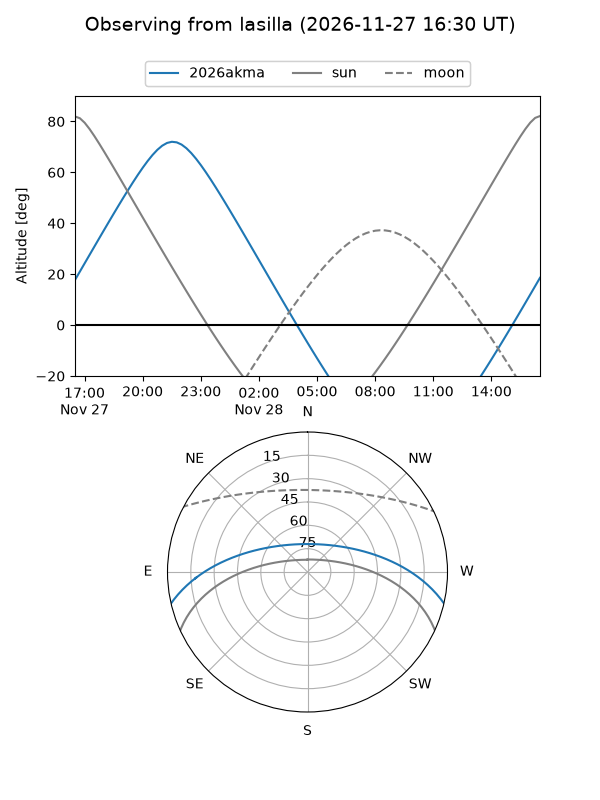 Observing from lasilla (2026-11-27 16:30 UT)
2026akma sun moon
Altitude [deg]
80
60
40
20
0
−20
17:00 20:00 23:00 02:00 05:00 08:00 11:00 14:00
Nov 27 Nov 28
N
NE NW
15
30
45
60
75
E W
SE SW
S